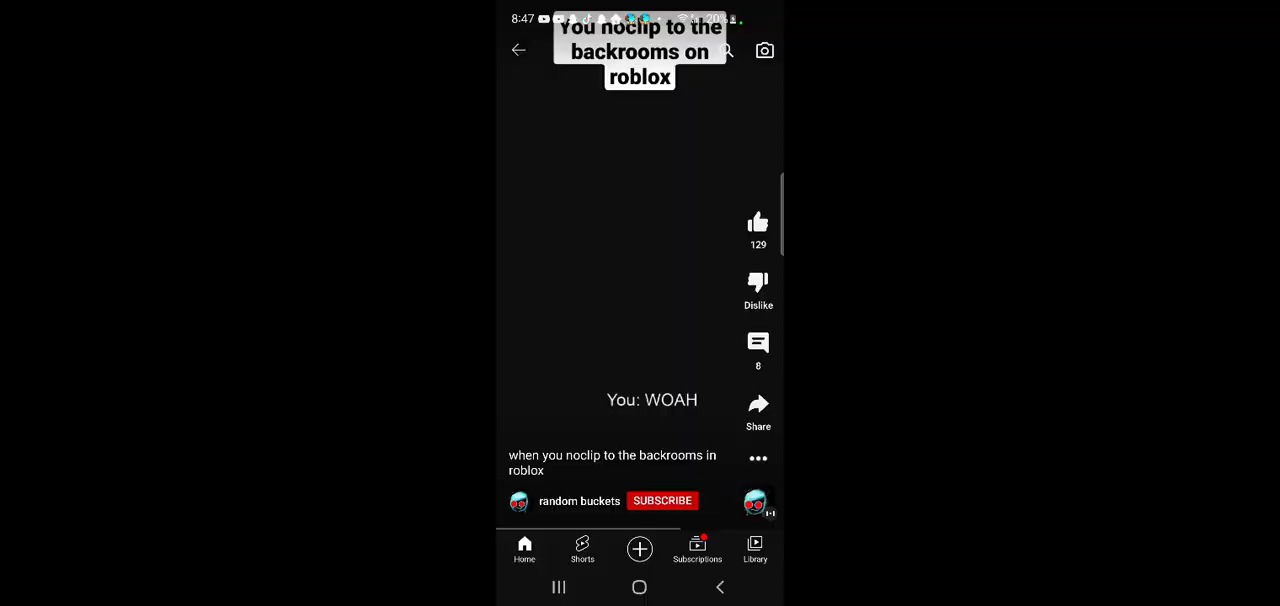 8:47
20%
You noclip to the
backrooms on
roblox
129
Dislike
8
Share
You: WOAH
when you noclip to the backrooms in
roblox
random buckets
SUBSCRIBE
Home
Shorts
Subscriptions
Library